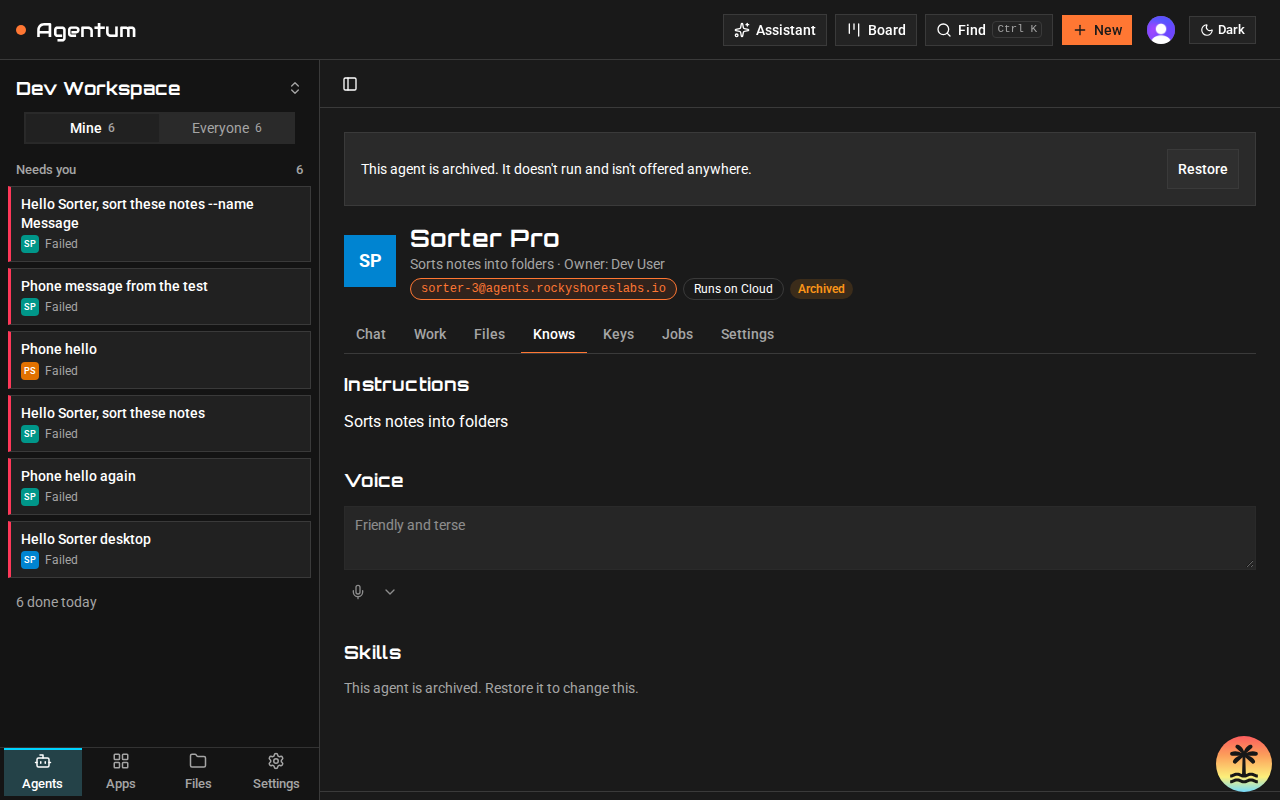 Agentum
Assistant
Board
Find
Ctrl K
New
Dark
Dev Workspace
Mine 6
Everyone 6
Needs you 6
Hello Sorter, sort these notes --name
Message
SP Failed
Phone message from the test
SP Failed
Phone hello
PS Failed
Hello Sorter, sort these notes
SP Failed
Phone hello again
SP Failed
Hello Sorter desktop
SP Failed
6 done today
Agents
Apps
Files
Settings
This agent is archived. It doesn't run and isn't offered anywhere.
Restore
SP
Sorter Pro
Sorts notes into folders · Owner: Dev User
sorter-3@agents.rockyshoreslabs.io
Runs on Cloud
Archived
Chat
Work
Files
Knows
Keys
Jobs
Settings
Instructions
Sorts notes into folders
Voice
Friendly and terse
Skills
This agent is archived. Restore it to change this.